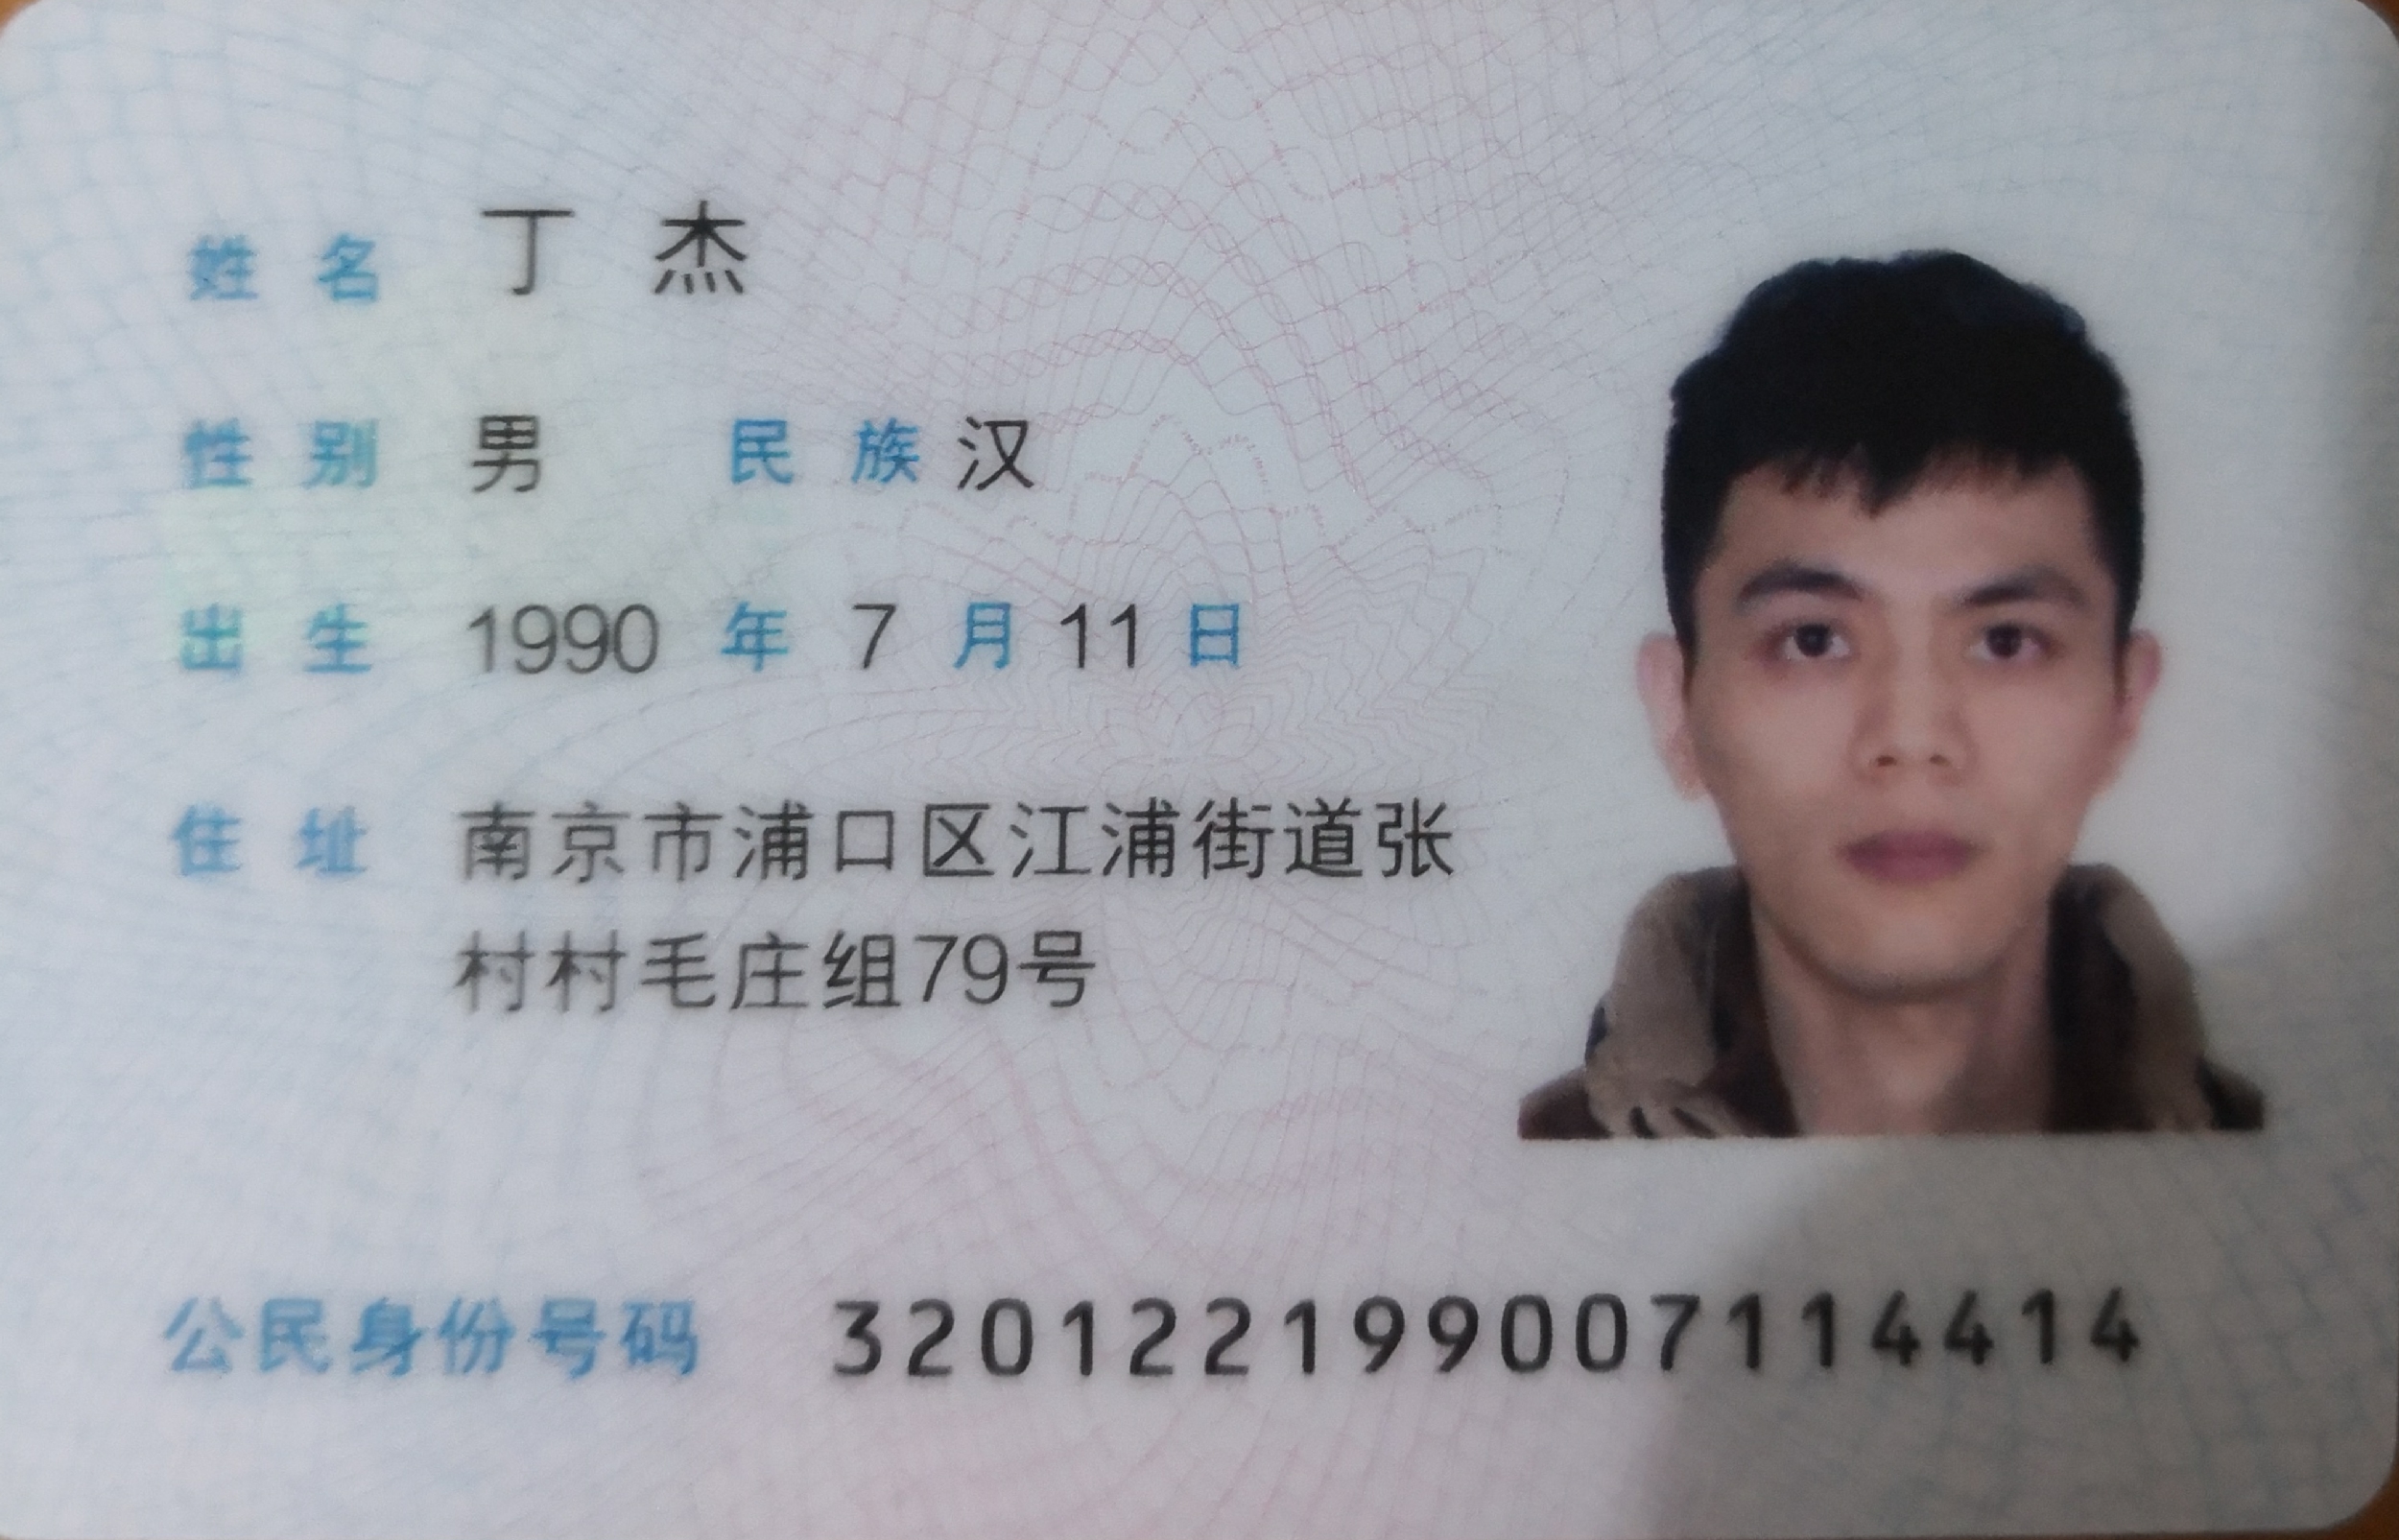 姓名 丁杰
性别 男 民族 汉
出生 1990 年 7 月 11 日
住址 南京市浦口区江浦街道张
村村毛庄组79号
公民身份号码 320122199007114414